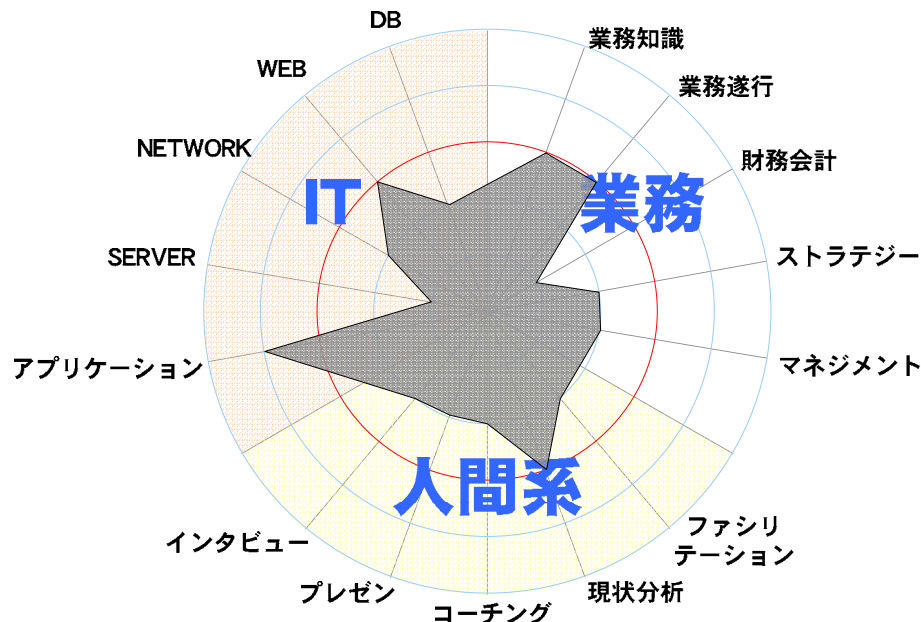 DB
業務知識
WEB
業務遂行
NETWORK
財務会計
IT
業務
SERVER
ストラテジー
アプリケーション
マネジメント
人間系
インタビュー
ファシリ
テーション
プレゼン
現状分析
コーチング